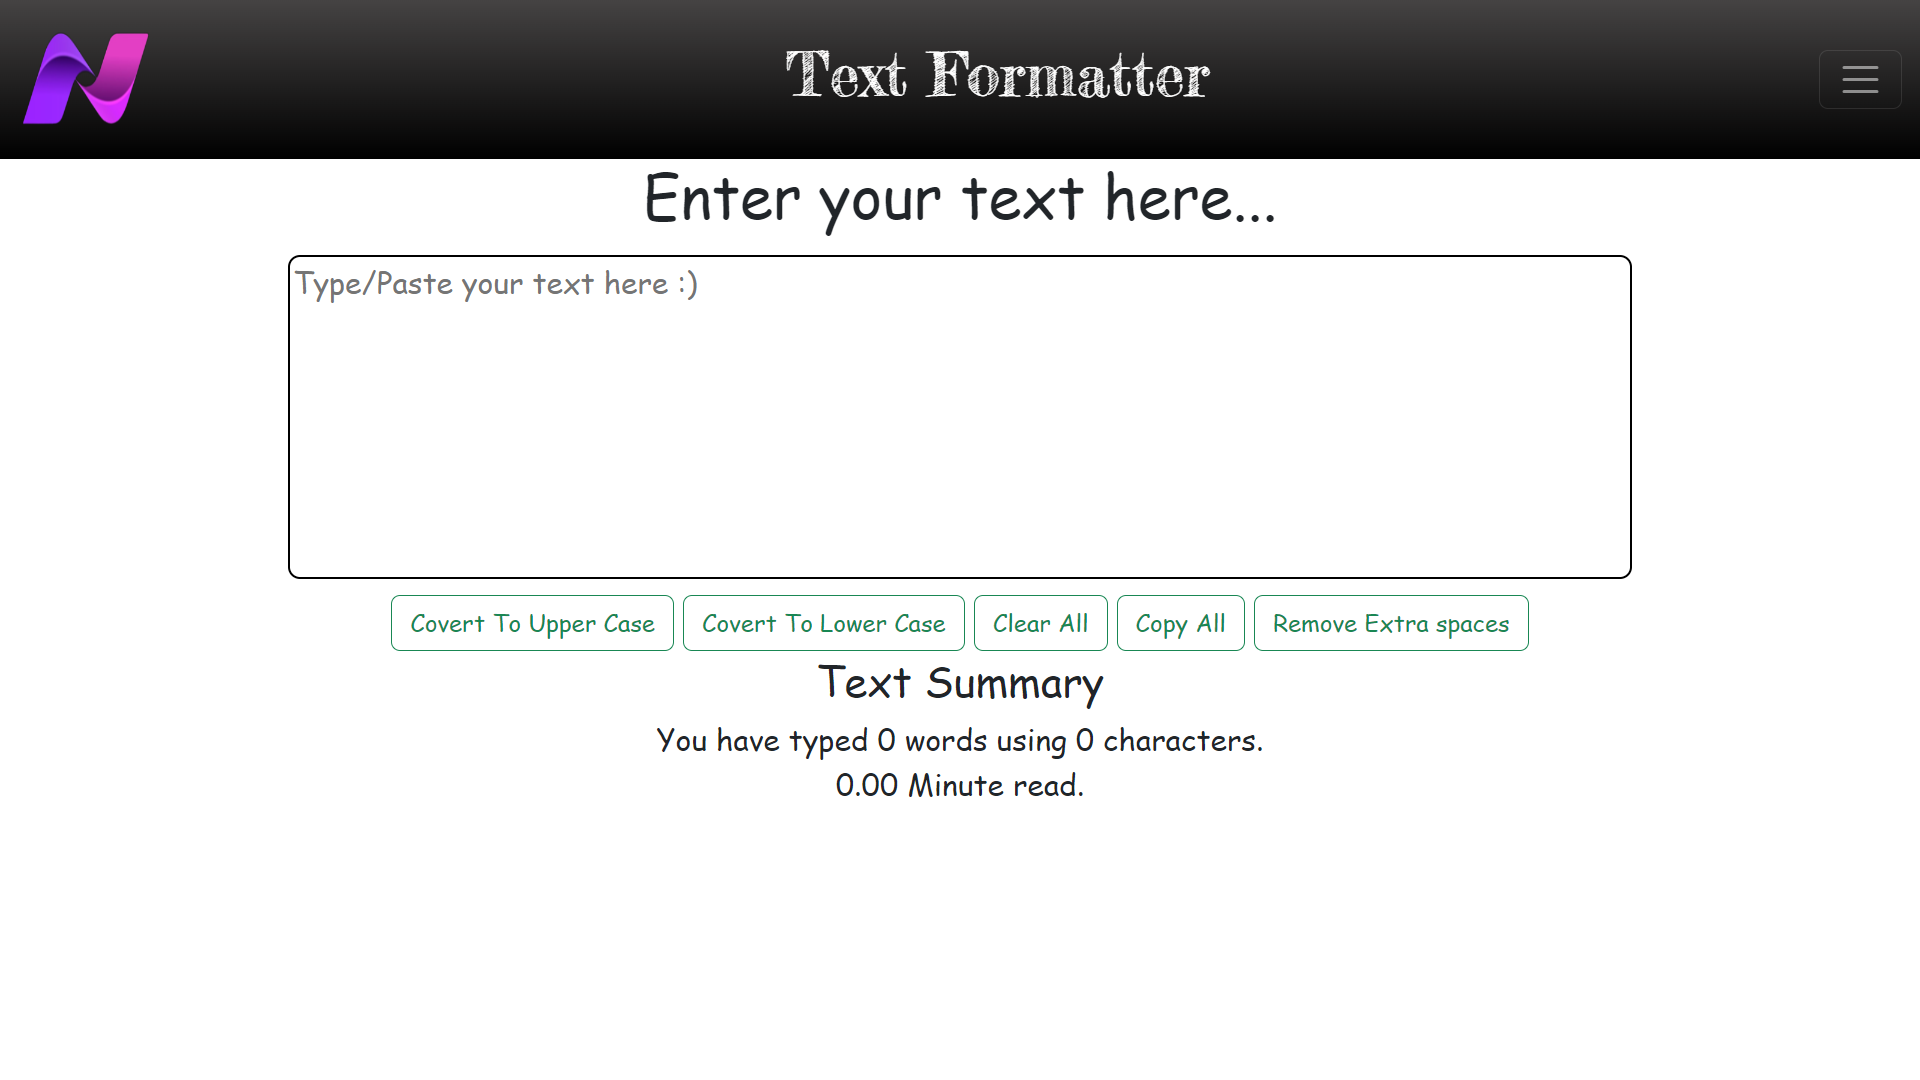 Text Formatter
Enter your text here...
Type/Paste your text here :)
Covert To Upper Case Covert To Lower Case Clear All Copy All Remove Extra spaces
Text Summary
You have typed 0 words using 0 characters.
0.00 Minute read.